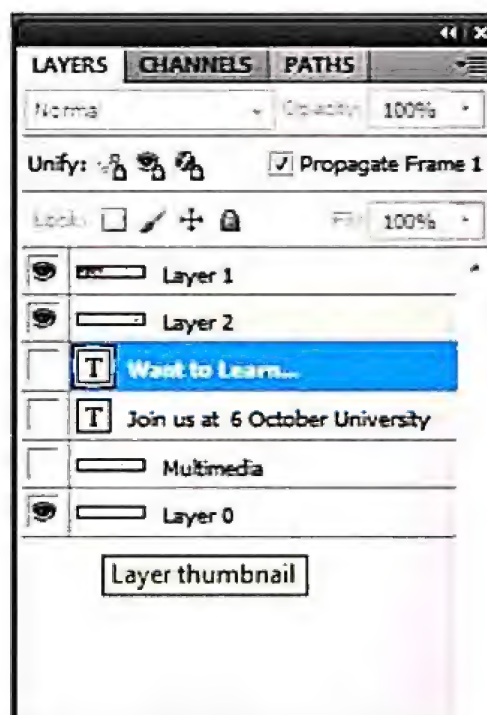 LAYERS CHANNELS PATHS
Normal Opacity: 100%
Unify: Propagate Frame 1
Lock: Fill: 100%
Layer 1
Layer 2
T Want to Learn...
T Join us at 6 October University
Multimedia
Layer 0
Layer thumbnail